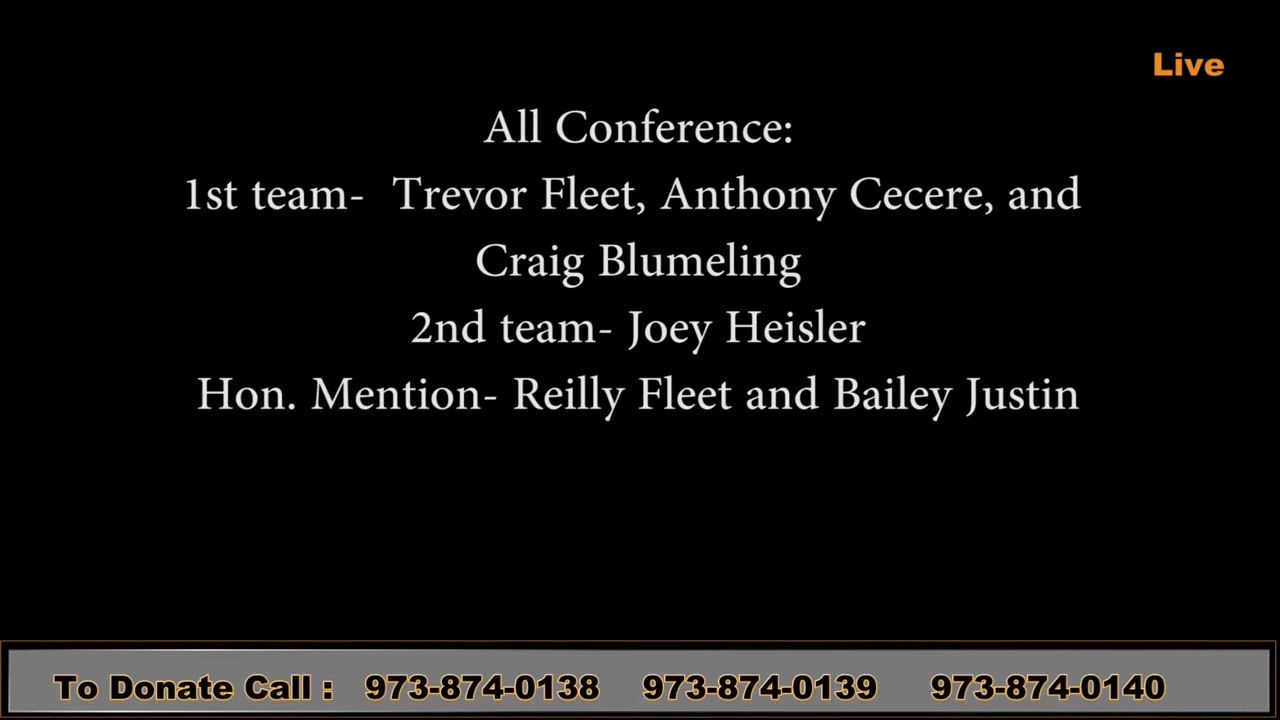 Live
All Conference:
1st team- Trevor Fleet, Anthony Cecere, and
Craig Blumeling
2nd team- Joey Heisler
Hon. Mention- Reilly Fleet and Bailey Justin
To Donate Call : 973-874-0138 973-874-0139 973-874-0140